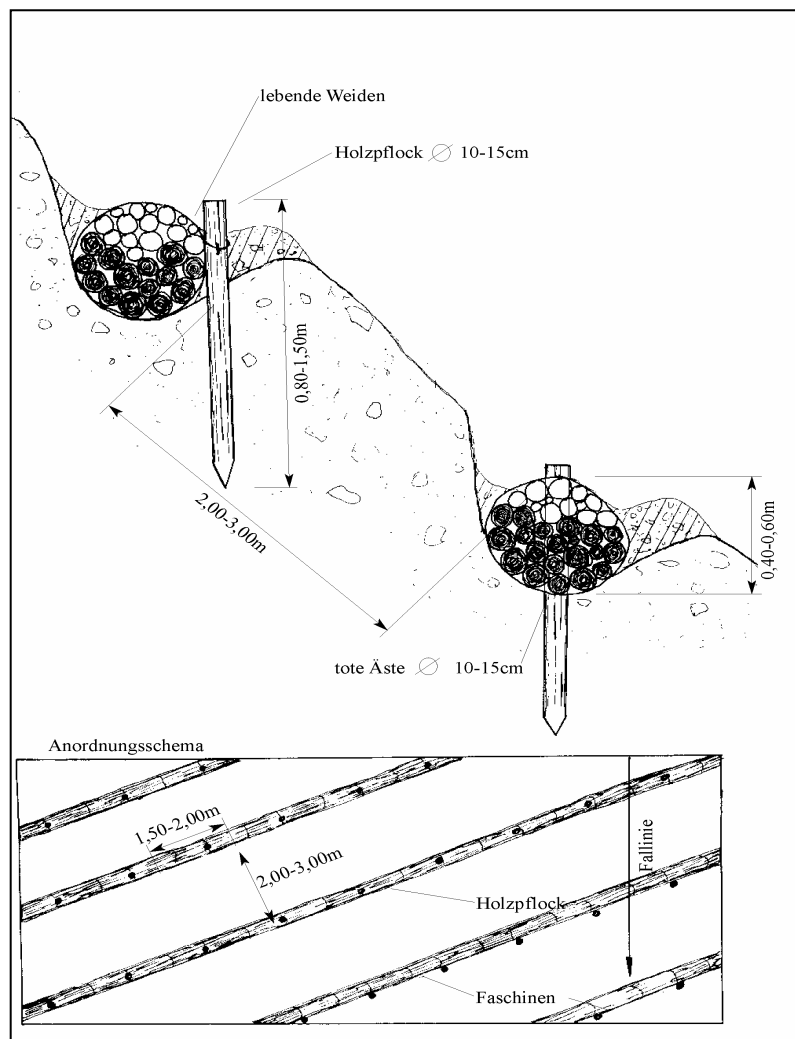 lebende Weiden
Holzpflock ∅ 10-15cm
0,80-1,50m
2,00-3,00m
0,40-0,60m
tote Äste ∅ 10-15cm
Anordnungsschema
1,50-2,00m
2,00-3,00m
Fallinie
Holzpflock
Faschinen